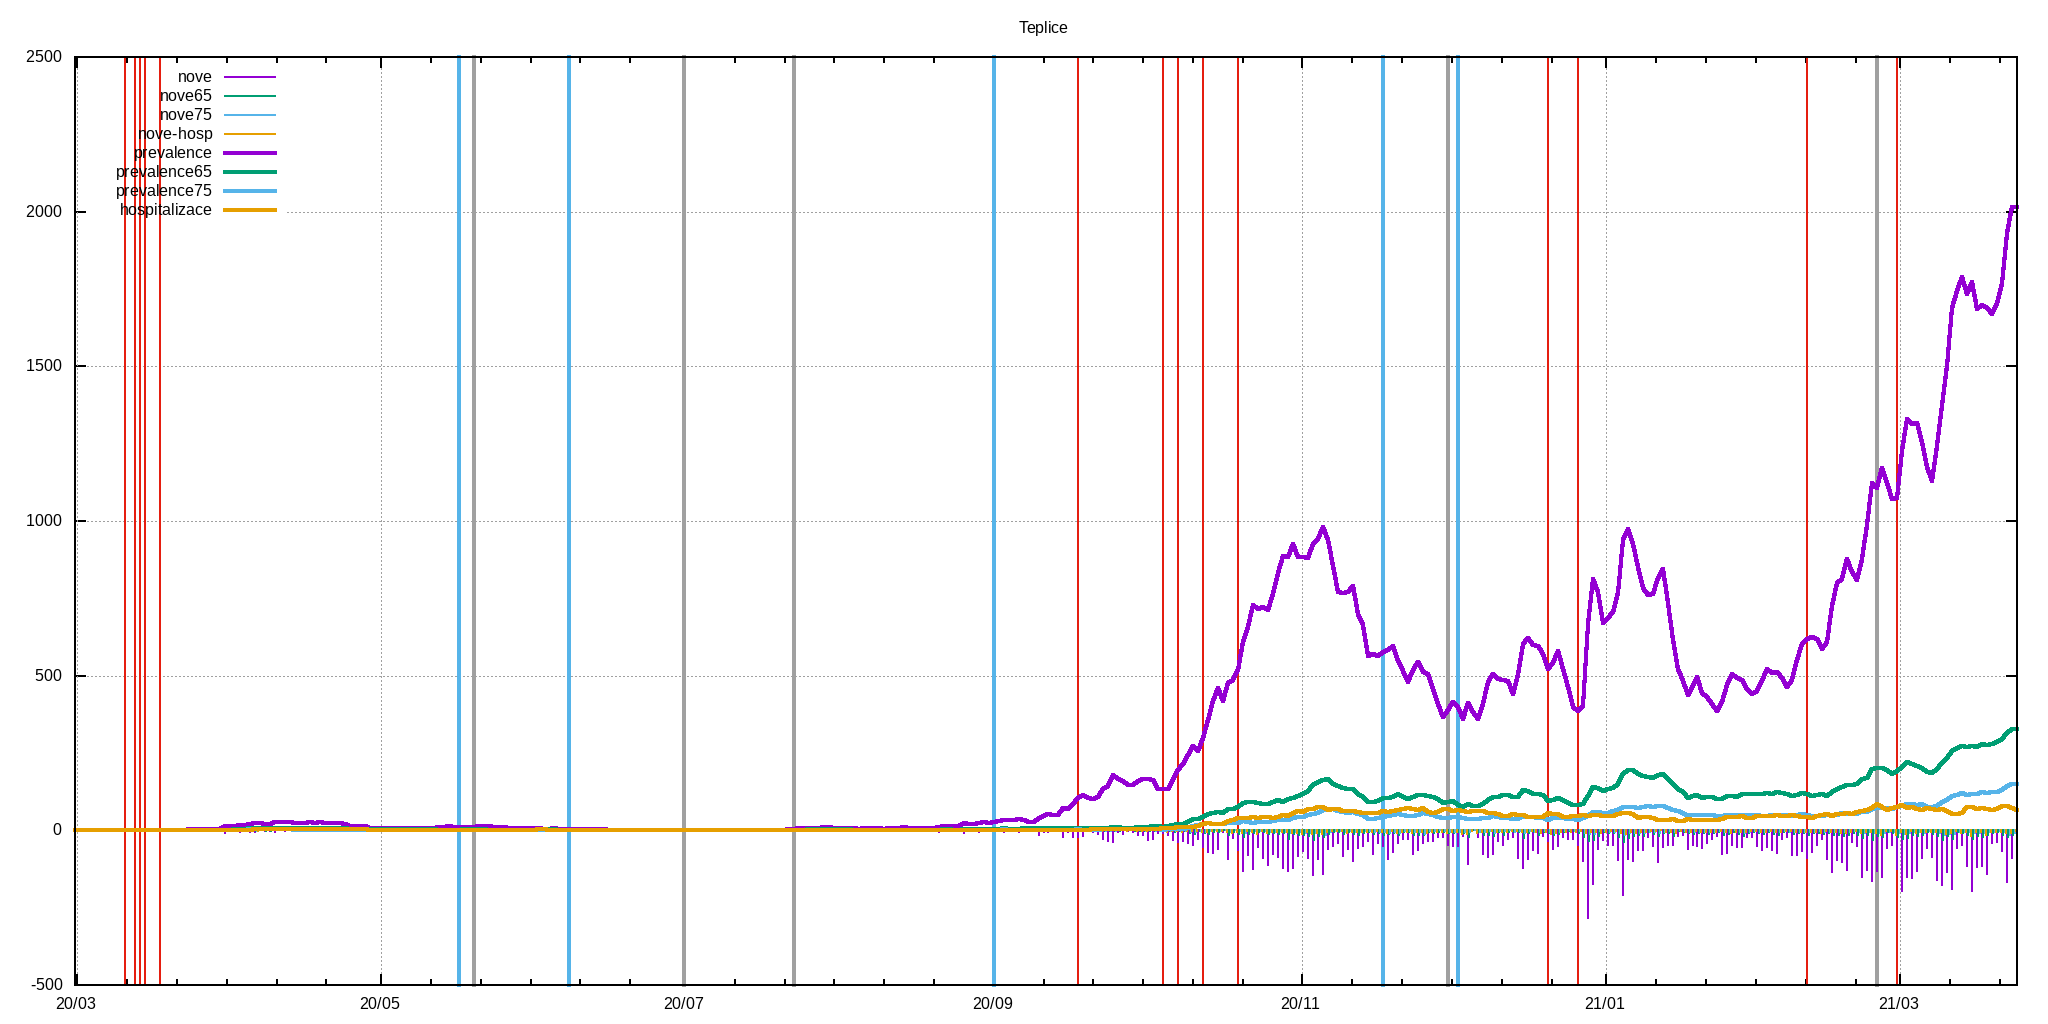 Teplice
2500
2000
1500
1000
500
0
-500
nove
nove65
nove75
nove-hosp
prevalence
prevalence65
prevalence75
hospitalizace
20/03
20/05
20/07
20/09
20/11
21/01
21/03